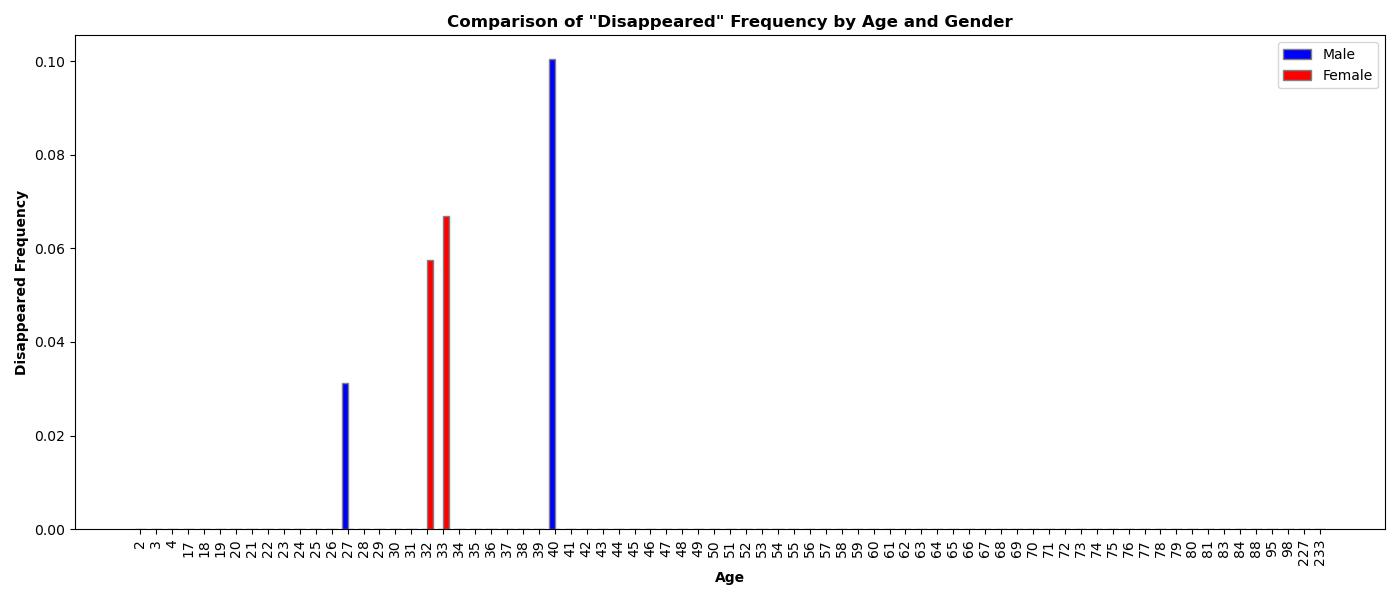 Comparison of "Disappeared" Frequency by Age and Gender
Male
Female
Disappeared Frequency
0.10
0.08
0.06
0.04
0.02
0.00
2 3 4 17 18 19 20 21 22 23 24 25 26 27 28 29 30 31 32 33 34 35 36 37 38 39 40 41 42 43 44 45 46 47 48 49 50 51 52 53 54 55 56 57 58 59 60 61 62 63 64 65 66 67 68 69 70 71 72 73 74 75 76 77 78 79 80 81 83 84 88 95 98 227 233
Age